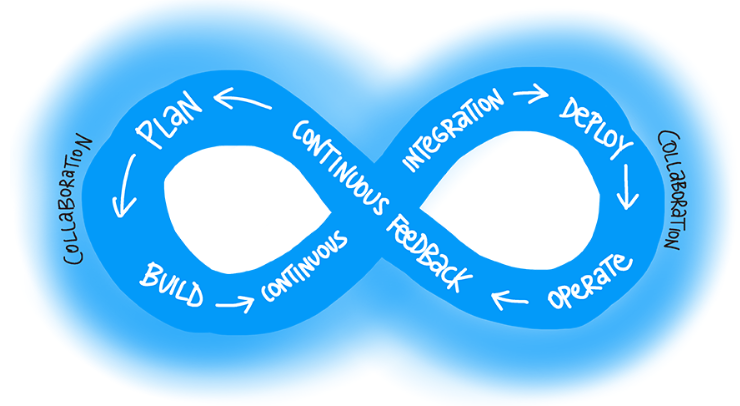 COLLABORATION
PLAN
BUILD
CONTINUOUS
INTEGRATION
DEPLOY
OPERATE
CONTINUOUS FEEDBACK
COLLABORATION